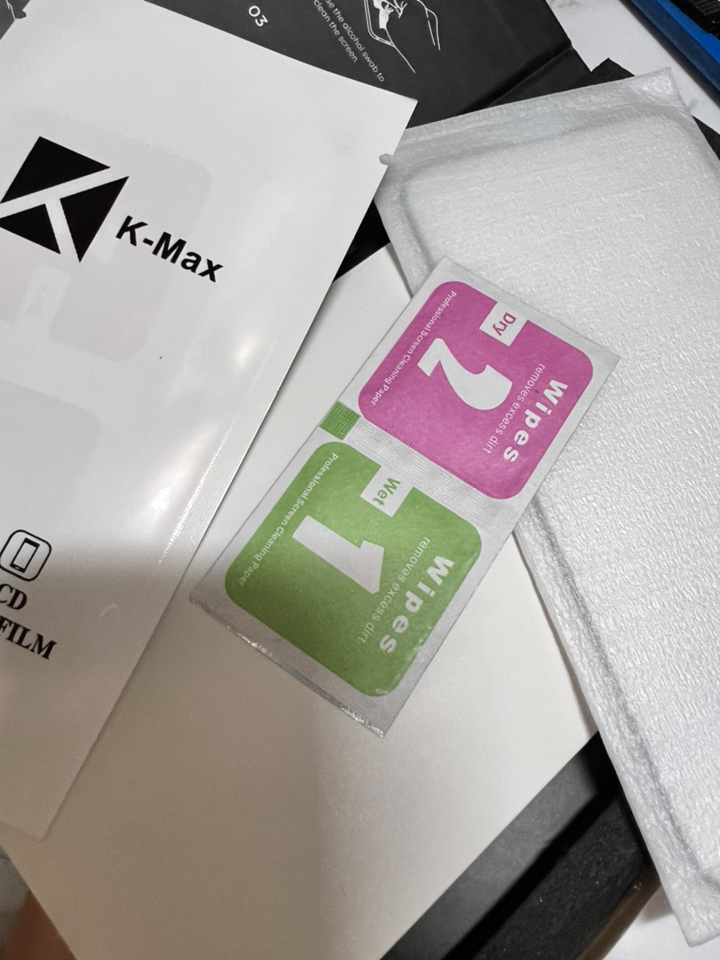 03
se the alcohol swab to
clean the screen.
K-Max
CD
FILM
Professional Screen Cleaning Paper
Dry
2
Wipes
removes excess dirt
Professional Screen Cleaning Paper
Wet
1
Wipes
removes excess dirt